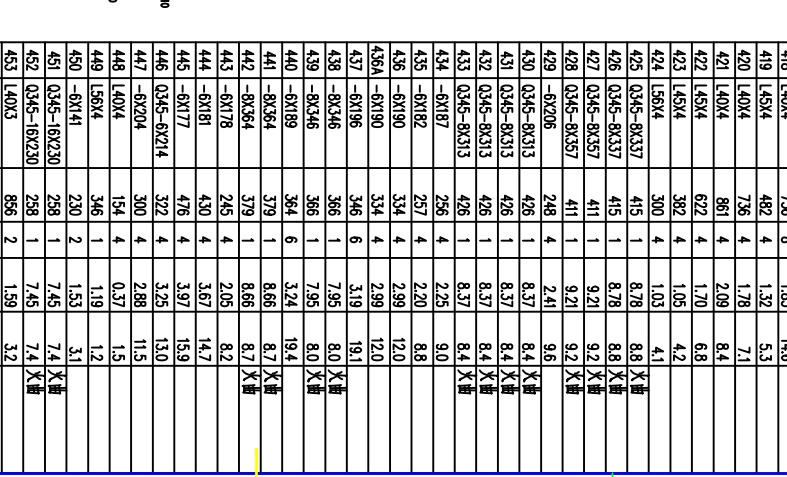 419 L45X4 482 4 1.32 5.3
420 L40X4 736 4 1.78 7.1
421 L40X4 861 4 2.09 8.4
422 L45X4 622 4 1.70 6.8
423 L45X4 382 4 1.05 4.2
424 L56X4 300 4 1.03 4.1
425 Q345-8X337 415 1 8.78 8.8 火曲
426 Q345-8X337 415 1 8.78 8.8 火曲
427 Q345-8X357 411 1 9.21 9.2 火曲
428 Q345-8X357 411 1 9.21 9.2 火曲
429 -6X206 248 4 2.41 9.6
430 Q345-8X313 426 1 8.37 8.4 火曲
431 Q345-8X313 426 1 8.37 8.4 火曲
432 Q345-8X313 426 1 8.37 8.4 火曲
433 Q345-8X313 426 1 8.37 8.4 火曲
434 -6X187 256 4 2.25 9.0
435 -6X182 257 4 2.20 8.8
436 -6X190 334 4 2.99 12.0
436A -6X190 334 4 2.99 12.0
437 -6X196 346 6 3.19 19.1
438 -8X346 366 1 7.95 8.0 火曲
439 -8X346 366 1 7.95 8.0 火曲
440 -6X189 364 6 3.24 19.4
441 -8X364 379 1 8.66 8.7 火曲
442 -8X364 379 1 8.66 8.7 火曲
443 -6X178 245 4 2.05 8.2
444 -6X181 430 4 3.67 14.7
445 -6X177 476 4 3.97 15.9
446 Q345-6X214 322 4 3.25 13.0
447 -6X204 300 4 2.88 11.5
448 L40X4 154 4 0.37 1.5
449 L56X4 346 1 1.19 1.2
450 -6X141 230 2 1.53 3.1
451 Q345-16X230 258 1 7.45 7.4 火曲
452 Q345-16X230 258 1 7.45 7.4 火曲
453 L40X3 856 2 1.59 3.2